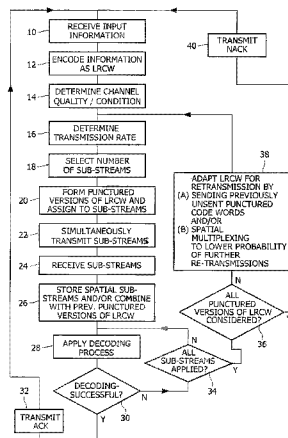 10
RECEIVE INPUT
INFORMATION
12
ENCODE INFORMATION
AS LRCW
14
DETERMINE CHANNEL
QUALITY / CONDITION
16
DETERMINE
TRANSMISSION RATE
18
SELECT NUMBER
OF SUB-STREAMS
20
FORM PUNCTURED
VERSIONS OF LRCW AND
ASSIGN TO SUB-STREAMS
22
SIMULTANEOUSLY
TRANSMIT SUB-STREAMS
24
RECEIVE SUB-STREAMS
26
STORE SPATIAL SUB-
STREAMS AND/OR COMBINE
WITH PREV. PUNCTURED
VERSIONS OF LRCW
28
APPLY DECODING
PROCESS
DECODING-
SUCCESSFUL?
30
N
Y
32
TRANSMIT
ACK
ALL
SUB-STREAMS
APPLIED?
34
N
Y
ALL
PUNCTURED
VERSIONS OF LRCW
CONSIDERED?
36
N
Y
38
ADAPT LRCW FOR
RETRANSMISSION BY
(A) SENDING PREVIOUSLY
UNSENT PUNCTURED
CODE WORDS
AND/OR
(B) SPATIAL
MULTIPLEXING
TO LOWER PROBABILITY
OF FURTHER
RE-TRANSMISSIONS
40
TRANSMIT
NACK